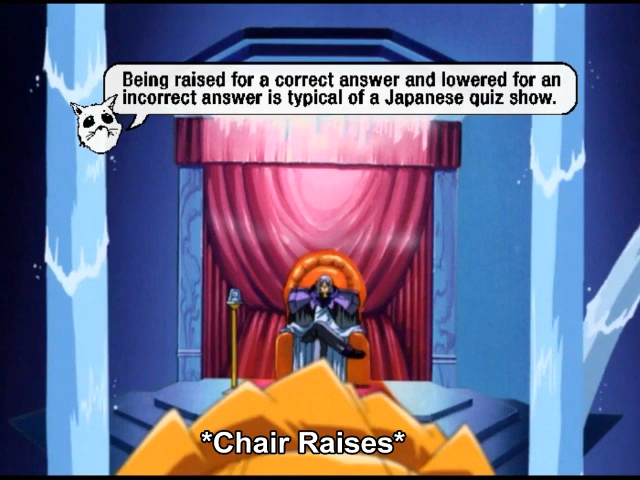 Being raised for a correct answer and lowered for an
incorrect answer is typical of a Japanese quiz show.
*Chair Raises*